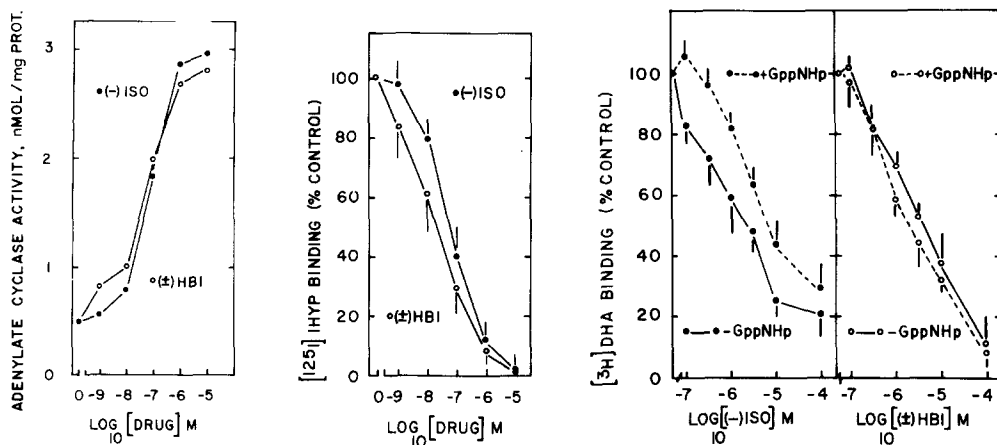 ADENYLATE CYCLASE ACTIVITY, nMOL/mg PROT.
3
2
1
0
●(-)ISO
○(±)HBI
0 -9 -8 -7 -6 -5
LOG10 [DRUG] M
[125I] IHYP BINDING (% CONTROL)
100
80
60
40
20
0
●(-)ISO
○(±)HBI
0 -9 -8 -7 -6 -5
LOG10 [DRUG] M
[3H] DHA BINDING (% CONTROL)
100
80
60
40
20
0
●--●+GppNHp
●—●-GppNHp
-7 -6 -5 -4
LOG10 [(-)ISO] M
○--○+GppNHp
○—○-GppNHp
-7 -6 -5 -4
LOG10 [(±)HBI] M